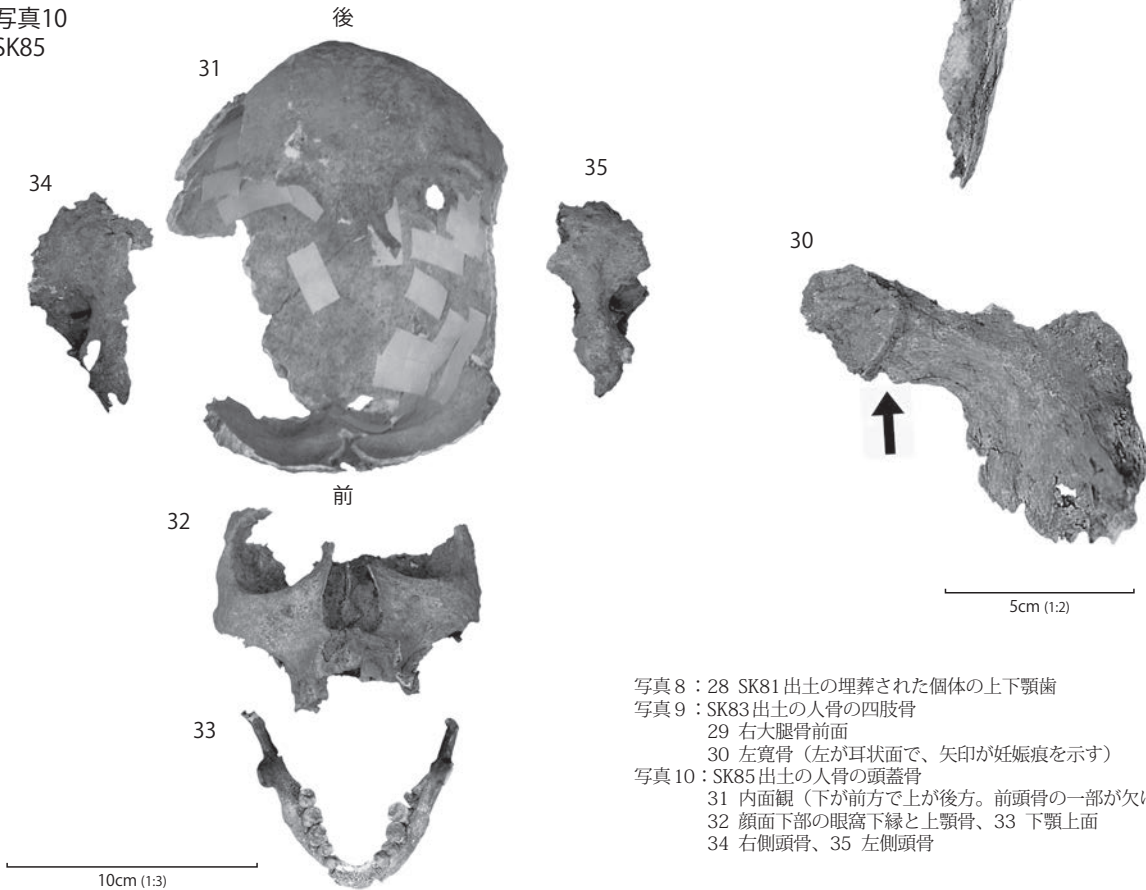 写真10
SK85
後
31
34
35
30
前
32
5cm (1:2)
33
10cm (1:3)
写真8：28 SK81出土の埋葬された個体の上下顎歯
写真9：SK83出土の人骨の四肢骨
29 右大腿骨前面
30 左寛骨（左が耳状面で、矢印が妊娠痕を示す）
写真10：SK85出土の人骨の頭蓋骨
31 内面観（下が前方で上が後方。前頭骨の一部が欠
32 顔面下部の眼窩下縁と上顎骨、33 下顎上面
34 右側頭骨、35 左側頭骨